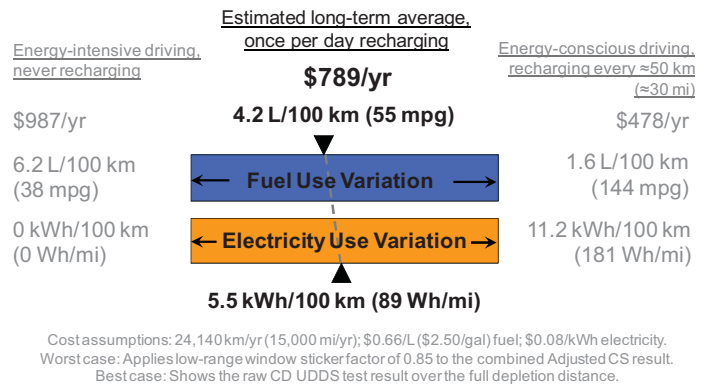 Estimated long-term average,
once per day recharging
$789/yr
4.2 L/100 km (55 mpg)
Energy-intensive driving,
never recharging
$987/yr
6.2 L/100 km
(38 mpg)
0 kWh/100 km
(0 Wh/mi)
Energy-conscious driving,
recharging every ≈50 km
(≈30 mi)
$478/yr
1.6 L/100 km
(144 mpg)
11.2 kWh/100 km
(181 Wh/mi)
Fuel Use Variation
Electricity Use Variation
5.5 kWh/100 km (89 Wh/mi)
Cost assumptions: 24,140 km/yr (15,000 mi/yr); $0.66/L ($2.50/gal) fuel; $0.08/kWh electricity.
Worst case: Applies low-range window sticker factor of 0.85 to the combined Adjusted CS result.
Best case: Shows the raw CD UDDS test result over the full depletion distance.